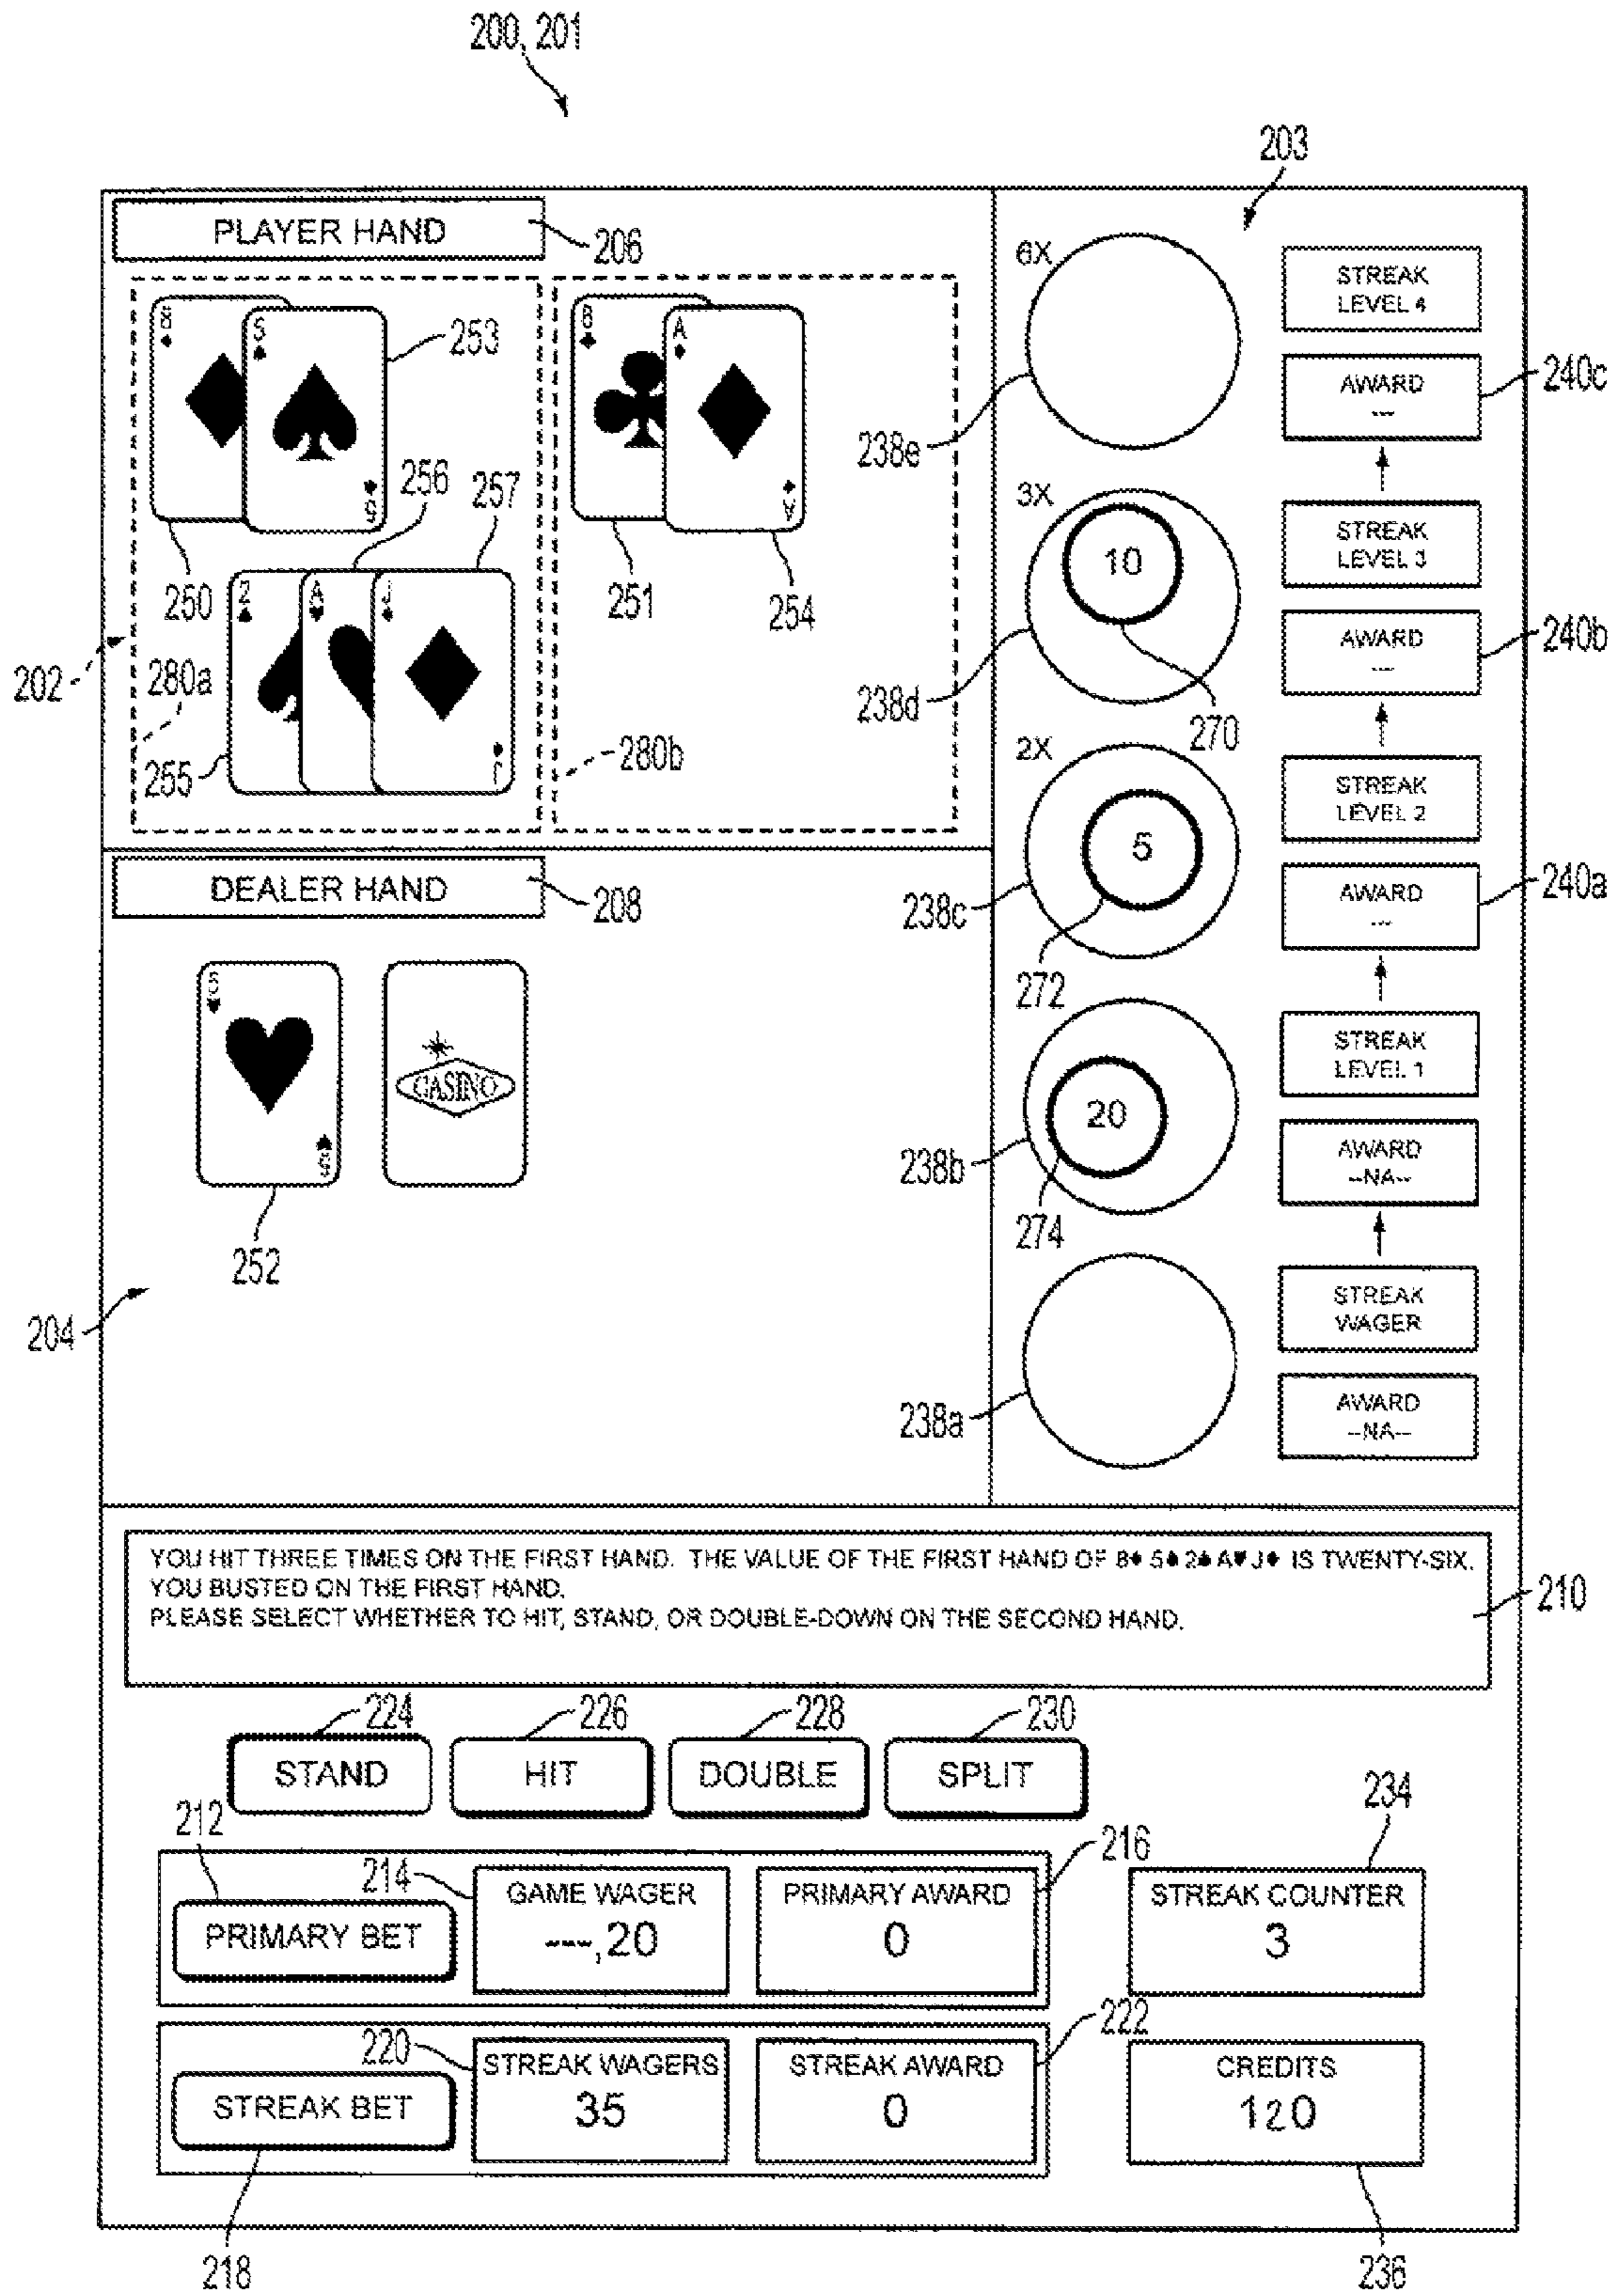 200, 201
203
PLAYER HAND
206
8
5
253
5
250
256
257
2
A
J
J
255
280a
202
6
A
A
251
254
280b
DEALER HAND
208
5
5
252
CASINO
204
6X
238e
STREAK
LEVEL 4
AWARD
---
240c
3X
10
238d
270
STREAK
LEVEL 3
AWARD
---
240b
2X
5
238c
272
STREAK
LEVEL 2
AWARD
---
240a
20
238b
274
STREAK
LEVEL 1
AWARD
--NA--
238a
STREAK
WAGER
AWARD
--NA--
YOU HIT THREE TIMES ON THE FIRST HAND. THE VALUE OF THE FIRST HAND OF 8♦ 5♠ 2♠ A♥ J♦ IS TWENTY-SIX.
YOU BUSTED ON THE FIRST HAND.
PLEASE SELECT WHETHER TO HIT, STAND, OR DOUBLE-DOWN ON THE SECOND HAND.
210
224
226
228
230
STAND
HIT
DOUBLE
SPLIT
212
214
216
234
PRIMARY BET
GAME WAGER
---,20
PRIMARY AWARD
0
STREAK COUNTER
3
220
222
STREAK BET
STREAK WAGERS
35
STREAK AWARD
0
CREDITS
120
218
236